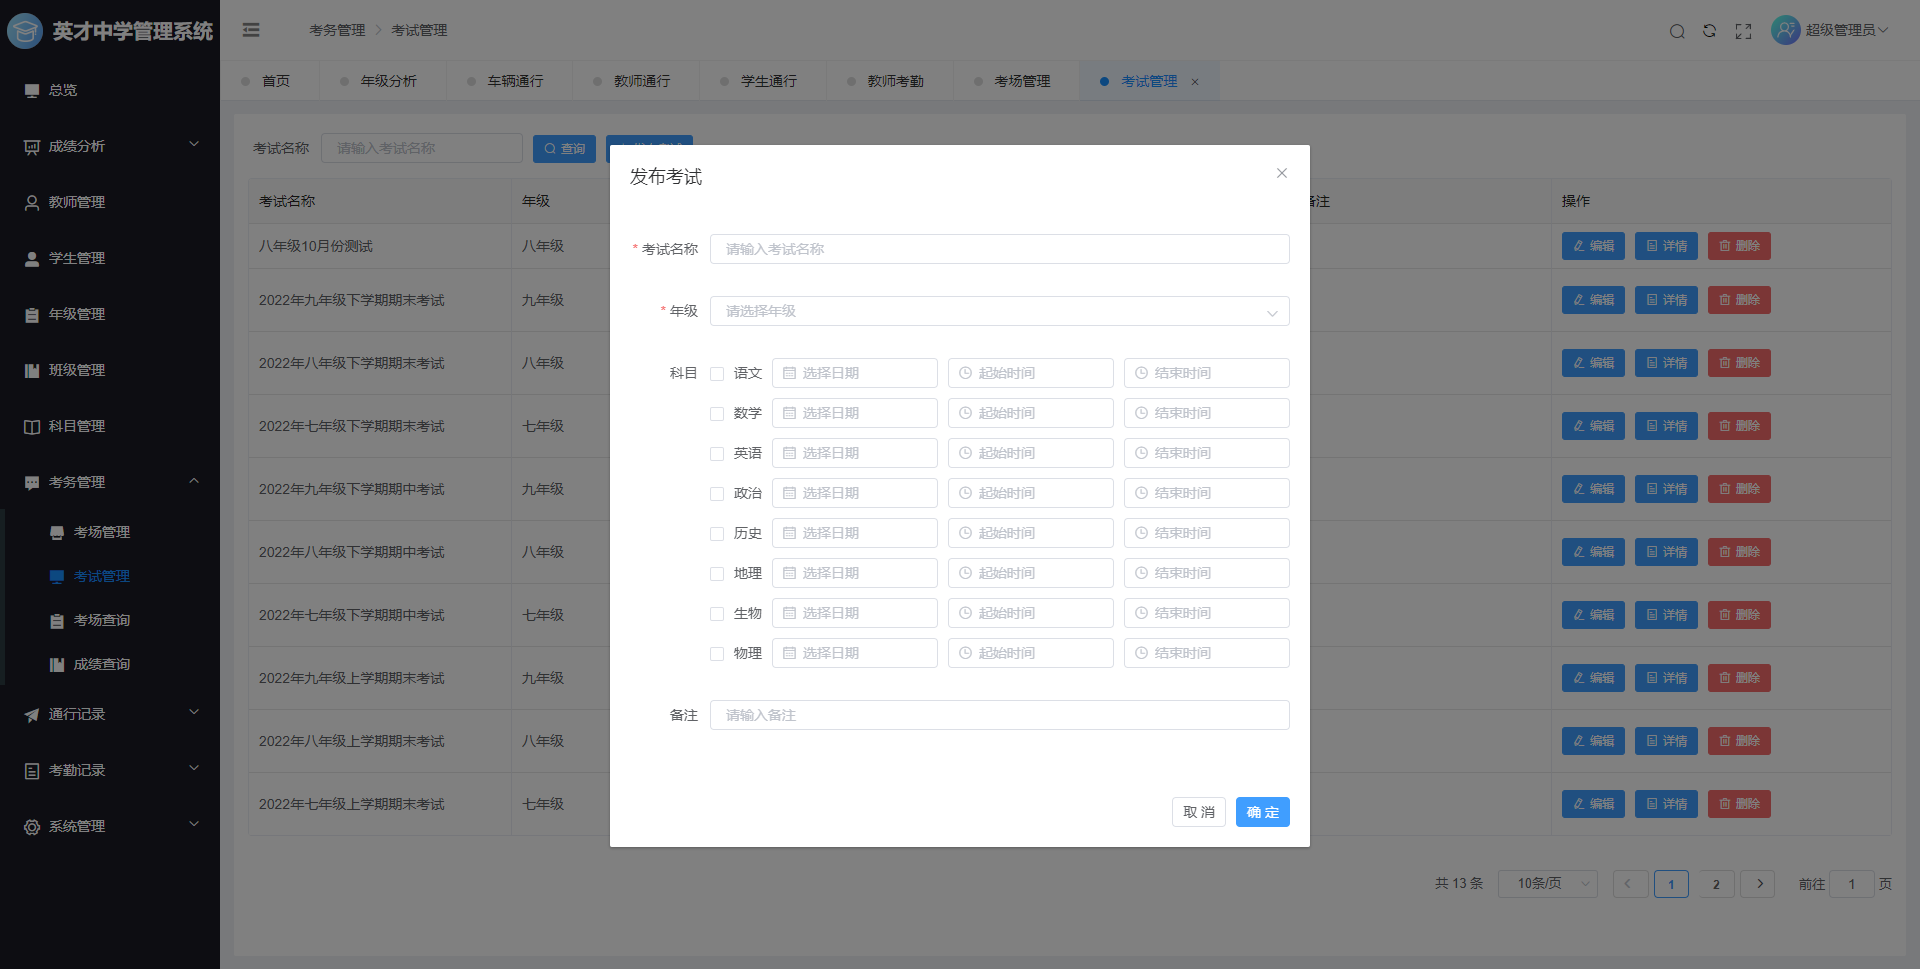 英才中学管理系统
考务管理 > 考试管理
超级管理员
首页 年级分析 车辆通行 教师通行 学生通行 教师考勤 考场管理 考试管理 ×
总览
成绩分析
教师管理
学生管理
年级管理
班级管理
科目管理
考务管理
考场管理
考试管理
考场查询
成绩查询
通行记录
考勤记录
系统管理
考试名称 请输入考试名称 查询
考试名称 年级 备注 操作
八年级10月份测试 八年级 编辑 详情 删除
2022年九年级下学期期末考试 九年级 编辑 详情 删除
2022年八年级下学期期末考试 八年级 编辑 详情 删除
2022年七年级下学期期末考试 七年级 编辑 详情 删除
2022年九年级下学期期中考试 九年级 编辑 详情 删除
2022年八年级下学期期中考试 八年级 编辑 详情 删除
2022年七年级下学期期中考试 七年级 编辑 详情 删除
2022年九年级上学期期末考试 九年级 编辑 详情 删除
2022年八年级上学期期末考试 八年级 编辑 详情 删除
2022年七年级上学期期末考试 七年级 编辑 详情 删除
共 13 条 10条/页 1 2 前往 1 页
发布考试
* 考试名称 请输入考试名称
* 年级 请选择年级
科目 语文 选择日期 起始时间 结束时间
数学 选择日期 起始时间 结束时间
英语 选择日期 起始时间 结束时间
政治 选择日期 起始时间 结束时间
历史 选择日期 起始时间 结束时间
地理 选择日期 起始时间 结束时间
生物 选择日期 起始时间 结束时间
物理 选择日期 起始时间 结束时间
备注 请输入备注
取消 确定